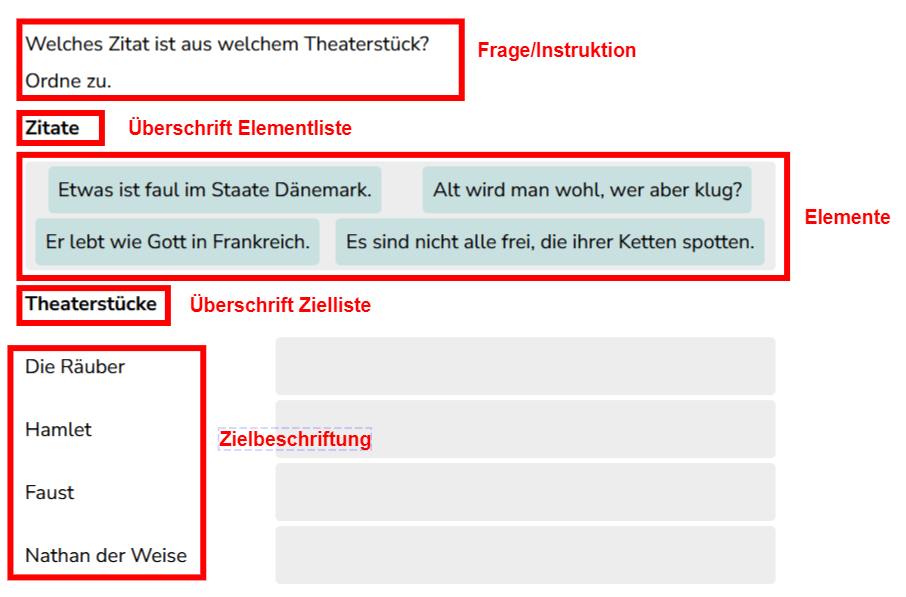 Welches Zitat ist aus welchem Theaterstück?
Frage/Instruktion
Ordne zu.
Zitate
Überschrift Elementliste
Etwas ist faul im Staate Dänemark.
Alt wird man wohl, wer aber klug?
Elemente
Er lebt wie Gott in Frankreich.
Es sind nicht alle frei, die ihrer Ketten spotten.
Theaterstücke
Überschrift Zielliste
Die Räuber
Hamlet
Zielbeschriftung
Faust
Nathan der Weise